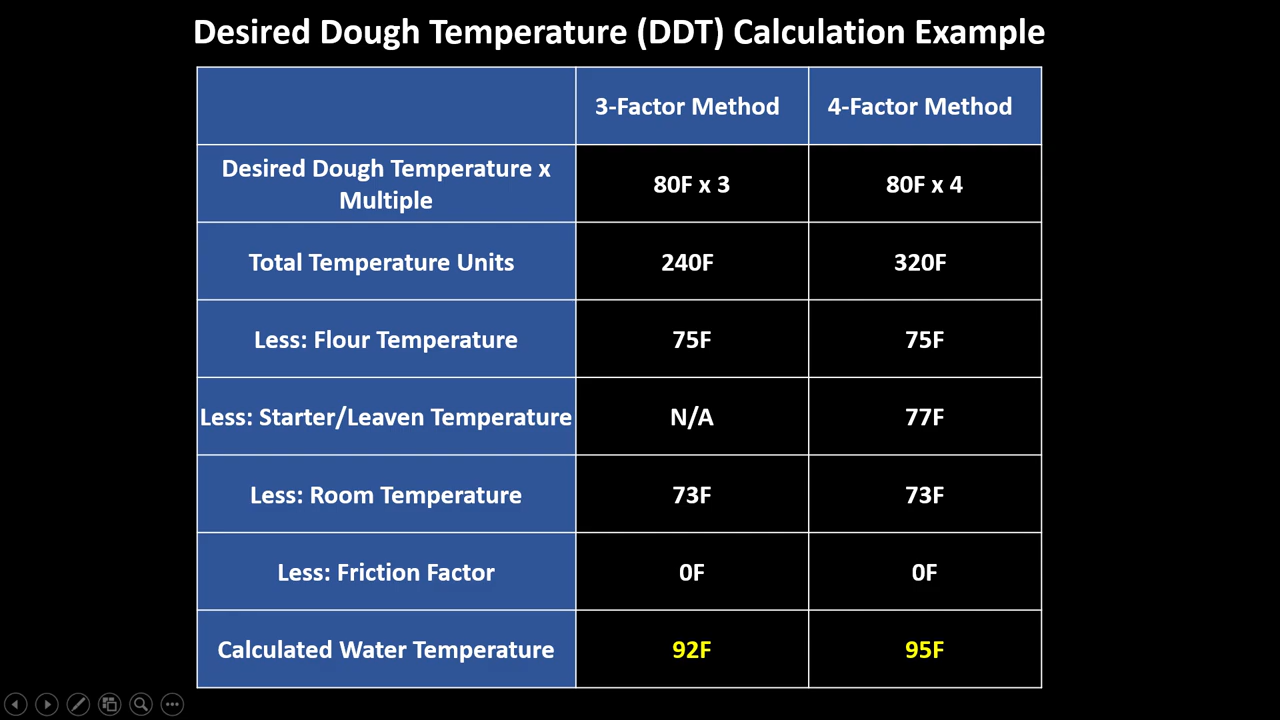 Desired Dough Temperature (DDT) Calculation Example
3-Factor Method
4-Factor Method
Desired Dough Temperature x
Multiple
80F x 3
80F x 4
Total Temperature Units
240F
320F
Less: Flour Temperature
75F
75F
Less: Starter/Leaven Temperature
N/A
77F
Less: Room Temperature
73F
73F
Less: Friction Factor
0F
0F
Calculated Water Temperature
92F
95F